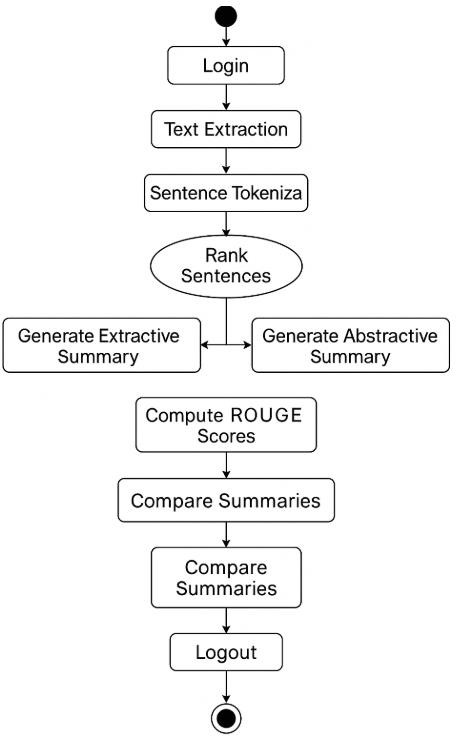 Login
Text Extraction
Sentence Tokeniza
Rank
Sentences
Generate Extractive
Summary
Generate Abstractive
Summary
Compute ROUGE
Scores
Compare Summaries
Compare
Summaries
Logout